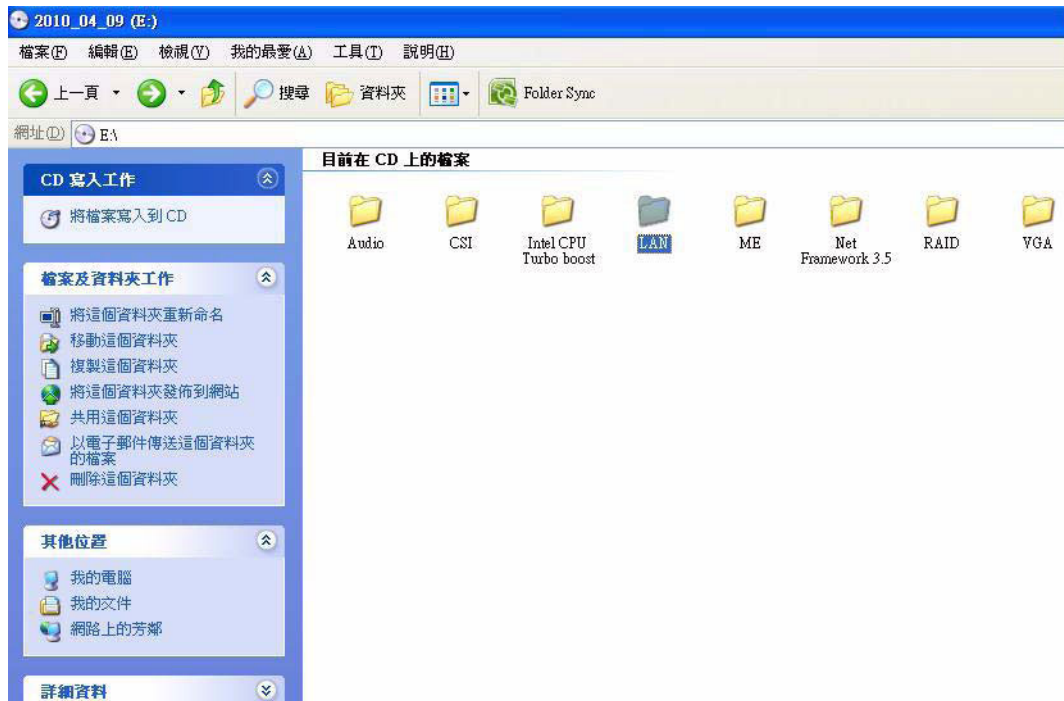 2010_04_09 (E:)
檔案(F) 編輯(E) 檢視(V) 我的最愛(A) 工具(T) 說明(H)
上一頁 搜尋 資料夾 Folder Sync
網址(D) E:\
目前在 CD 上的檔案
CD 寫入工作
將檔案寫入到 CD
Audio CSI Intel CPU LAN ME Net RAID VGA
Turbo boost Framework 3.5
檔案及資料夾工作
將這個資料夾重新命名
移動這個資料夾
複製這個資料夾
將這個資料夾發佈到網站
共用這個資料夾
以電子郵件傳送這個資料夾
的檔案
刪除這個資料夾
其他位置
我的電腦
我的文件
網路上的芳鄰
詳細資料